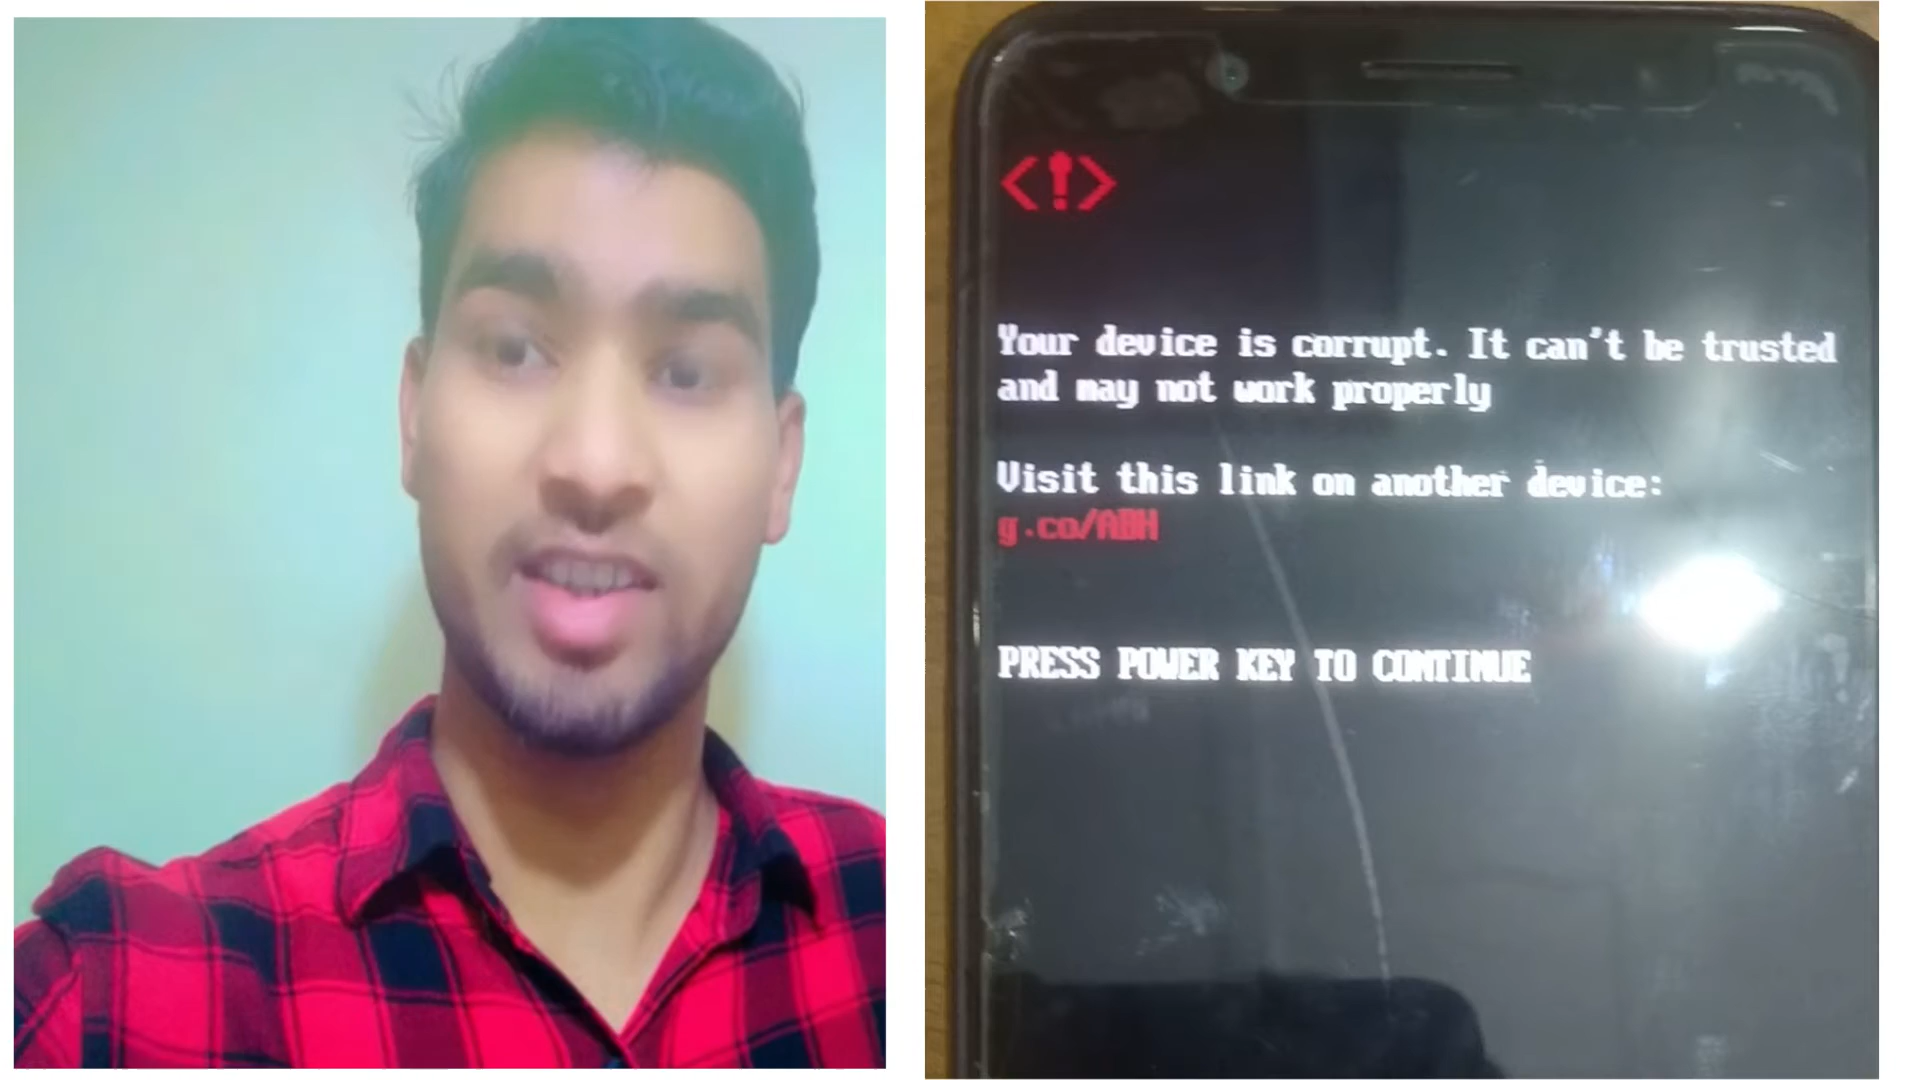 <!>
Your device is corrupt. It can't be trusted
and may not work properly
Visit this link on another device:
g.co/ABH
PRESS POWER KEY TO CONTINUE